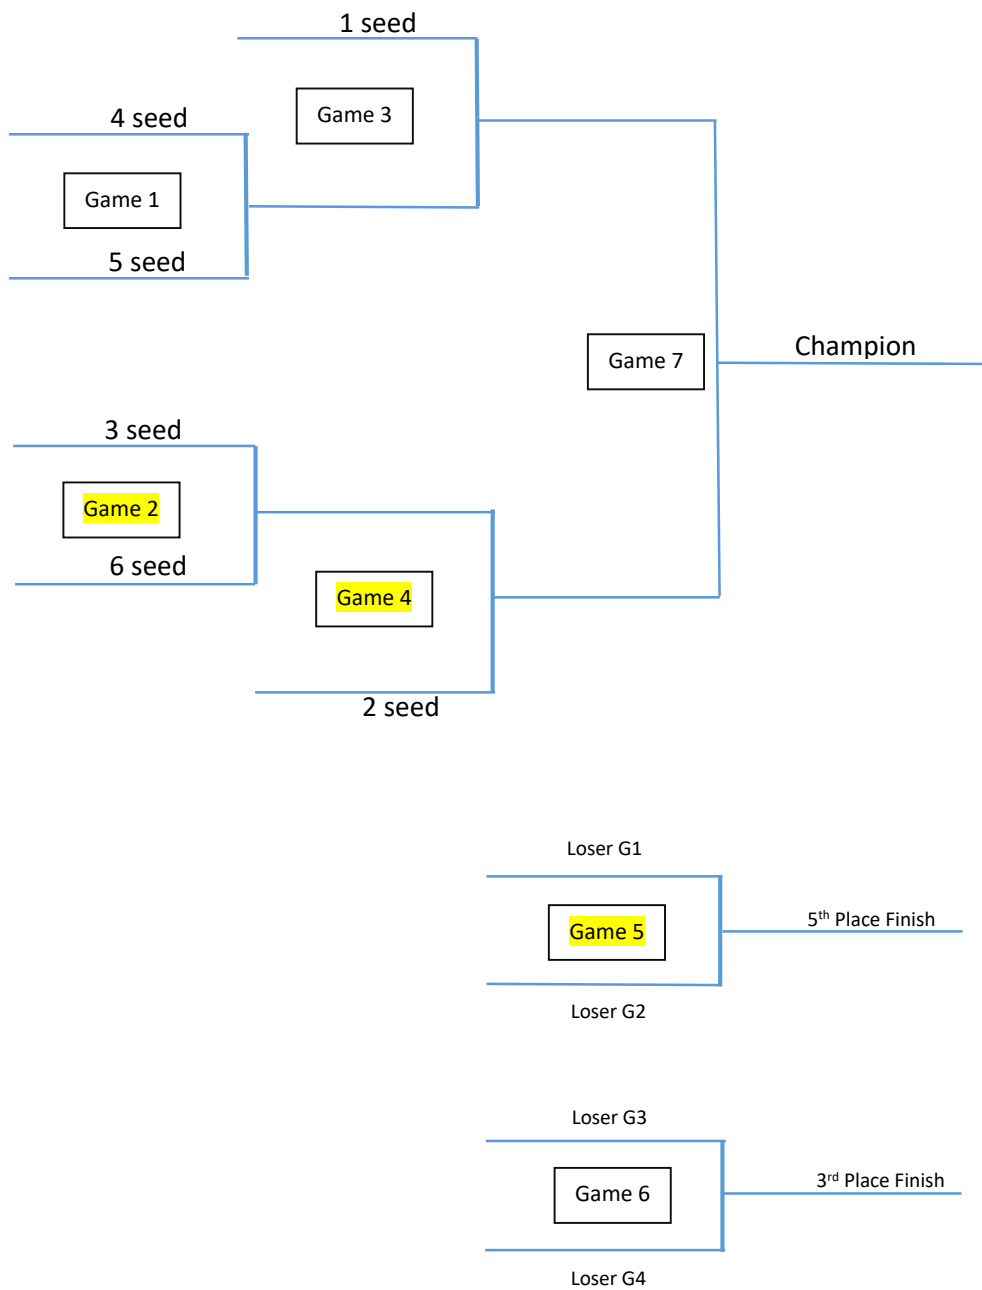 1 seed
Game 3
4 seed
Game 1
5 seed
Game 7
Champion
3 seed
Game 2
6 seed
Game 4
2 seed
Loser G1
Game 5
5th Place Finish
Loser G2
Loser G3
Game 6
3rd Place Finish
Loser G4